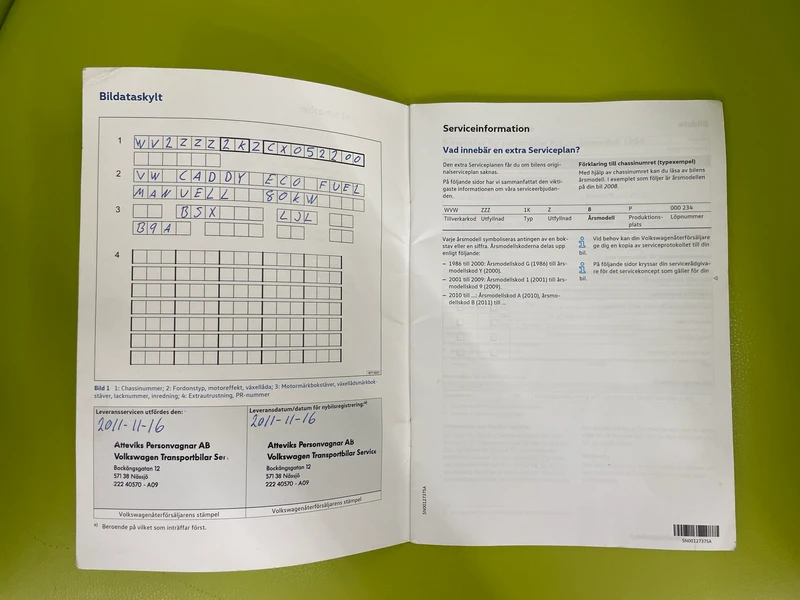 Bildataskylt
1 WV2ZZZ2KZCX052200
2 VW CADDY ECO FUEL
MANUELL 80KW
3 BSX LJL
B9A
4
Bild 1 1: Chassinummer; 2: Fordonstyp, motoreffekt, växellåda; 3: Motormärkbokstäver, växellådsmärkbok-
stäver, lacknummer, inredning; 4: Extrautrustning, PR-nummer
Leveransservicen utfördes den:
2011-11-16
Atteviks Personvagnar AB
Volkswagen Transportbilar Ser
Bockängsgatan 12
571 38 Nässjö
222 40570 - A09
Volkswagenåterförsäljarens stämpel
Leveransdatum/datum för nybilsregistrering:a)
2011-11-16
Atteviks Personvagnar AB
Volkswagen Transportbilar Service
Bockängsgatan 12
571 38 Nässjö
222 40570 - A09
Volkswagenåterförsäljarens stämpel
a) Beroende på vilket som inträffar först.
Serviceinformation
Vad innebär en extra Serviceplan?
Den extra Serviceplanen får du om bilens origi-
nalserviceplan saknas.
På följande sidor har vi sammanfattat den vikti-
gaste informationen om våra serviceerbjudan-
den.
Förklaring till chassinumret (typexempel)
Med hjälp av chassinumret kan du läsa av bilens
årsmodell. I exemplet som följer är årsmodellen
på din bil 2008.
WVW ZZZ 1K Z 8 P 000 234
Tillverkarkod Utfyllnad Typ Utfyllnad Årsmodell Produktions-
plats Löpnummer
Varje årsmodell symboliseras antingen av en bok-
stav eller en siffra. Årsmodellskoderna delas upp
enligt följande:
– 1986 till 2000: Årsmodellskod G (1986) till års-
modellskod Y (2000).
– 2001 till 2009: Årsmodellskod 1 (2001) till års-
modellskod 9 (2009).
– 2010 till ...: Årsmodellskod A (2010), årsmo-
dellskod B (2011) till ...
Vid behov kan din Volkswagenåterförsäljare
ge dig en kopia av serviceprotokollet till din
bil.
På följande sidor kryssar din servicerådgiva-
re för det servicekoncept som gäller för din
bil.
SN00127375A
SN00127375A